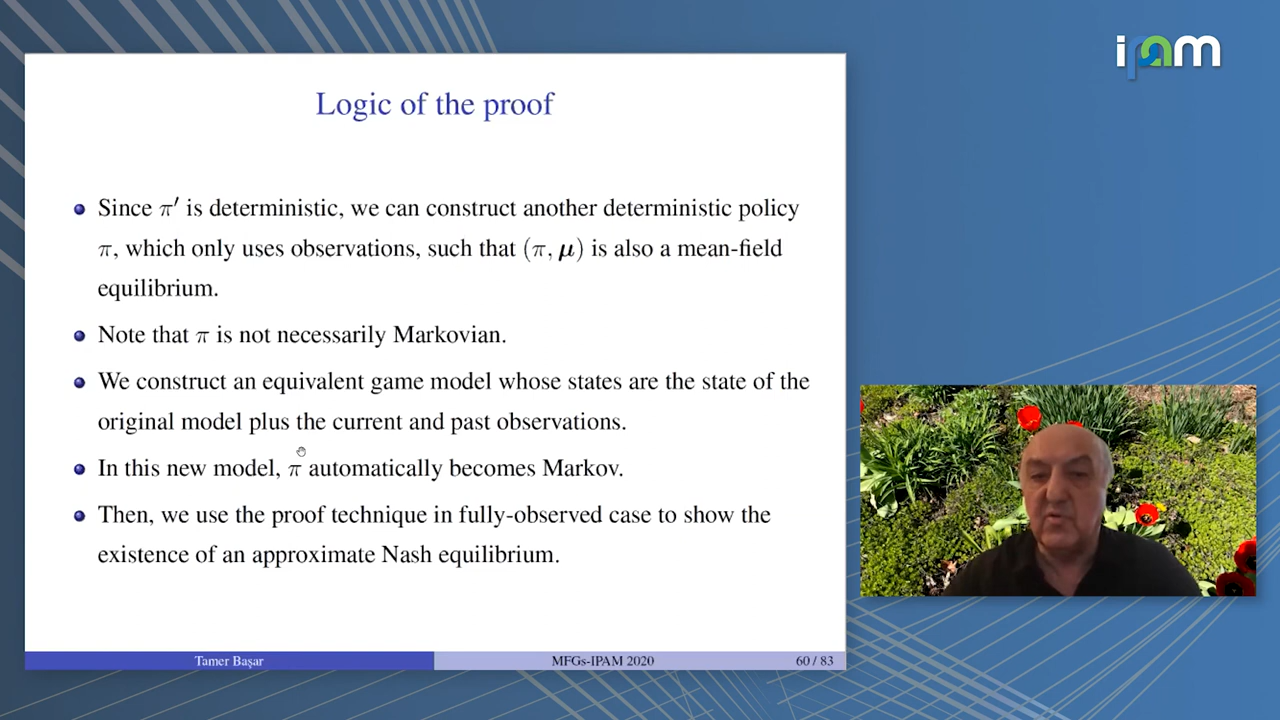 ipam
Logic of the proof
Since π′ is deterministic, we can construct another deterministic policy
π, which only uses observations, such that (π, μ) is also a mean-field
equilibrium.
Note that π is not necessarily Markovian.
We construct an equivalent game model whose states are the state of the
original model plus the current and past observations.
In this new model, π automatically becomes Markov.
Then, we use the proof technique in fully-observed case to show the
existence of an approximate Nash equilibrium.
Tamer Başar
MFGs-IPAM 2020
60 / 83